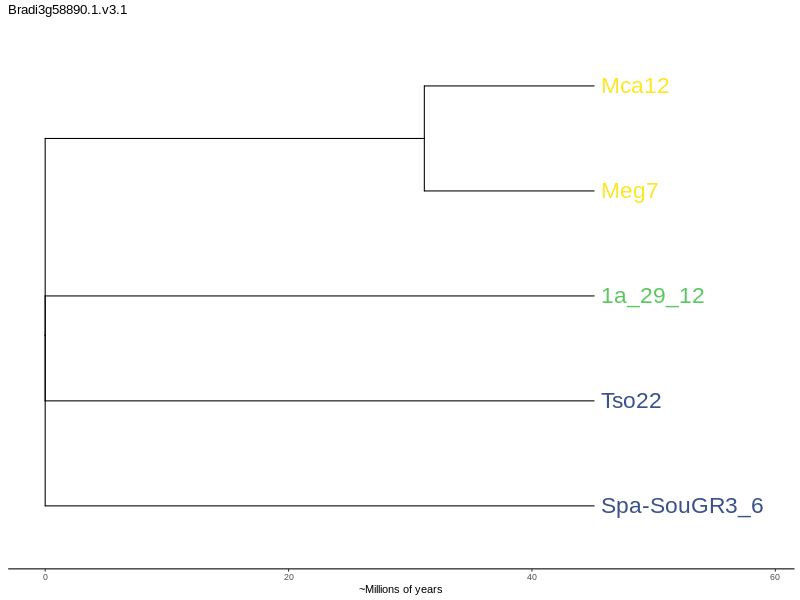 Bradi3g58890.1.v3.1
Mca12
Meg7
1a_29_12
Tso22
Spa-SouGR3_6
0 20 40 60
~Millions of years